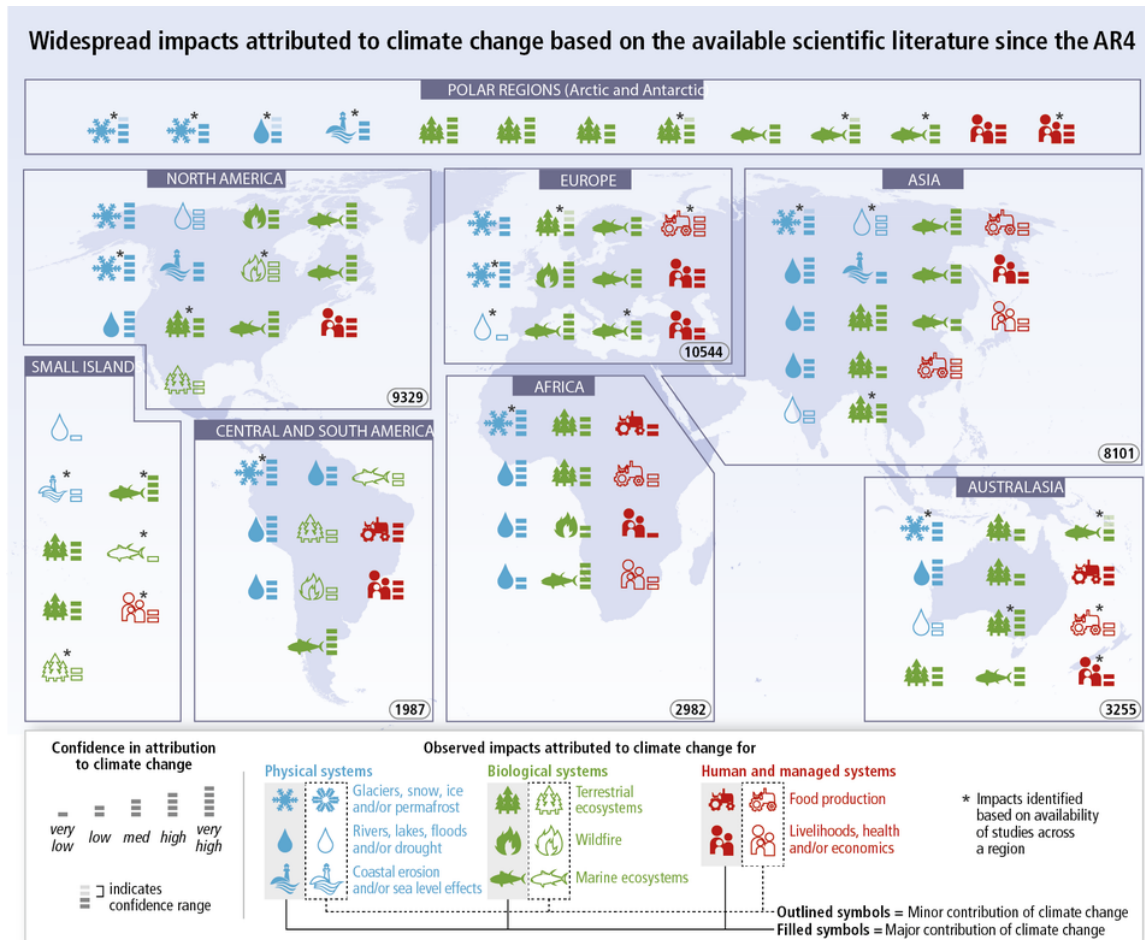 Widespread impacts attributed to climate change based on the available scientific literature since the AR4
POLAR REGIONS (Arctic and Antarctic
NORTH AMERICA
EUROPE
ASIA
10544
SMALL ISLAND
9329
AFRICA
CENTRAL AND SOUTH AMERICA
8101
AUSTRALASIA
1987
2982
3255
Confidence in attribution
to climate change
very
low
low
med
high
very
high
indicates
confidence range
Observed impacts attributed to climate change for
Physical systems
Glaciers, snow, ice
and/or permafrost
Rivers, lakes, floods
and/or drought
Coastal erosion
and/or sea level effects
Biological systems
Terrestrial
ecosystems
Wildfire
Marine ecosystems
Human and managed systems
Food production
Livelihoods, health
and/or economics
* Impacts identified
based on availability
of studies across
a region
Outlined symbols = Minor contribution of climate change
Filled symbols = Major contribution of climate change